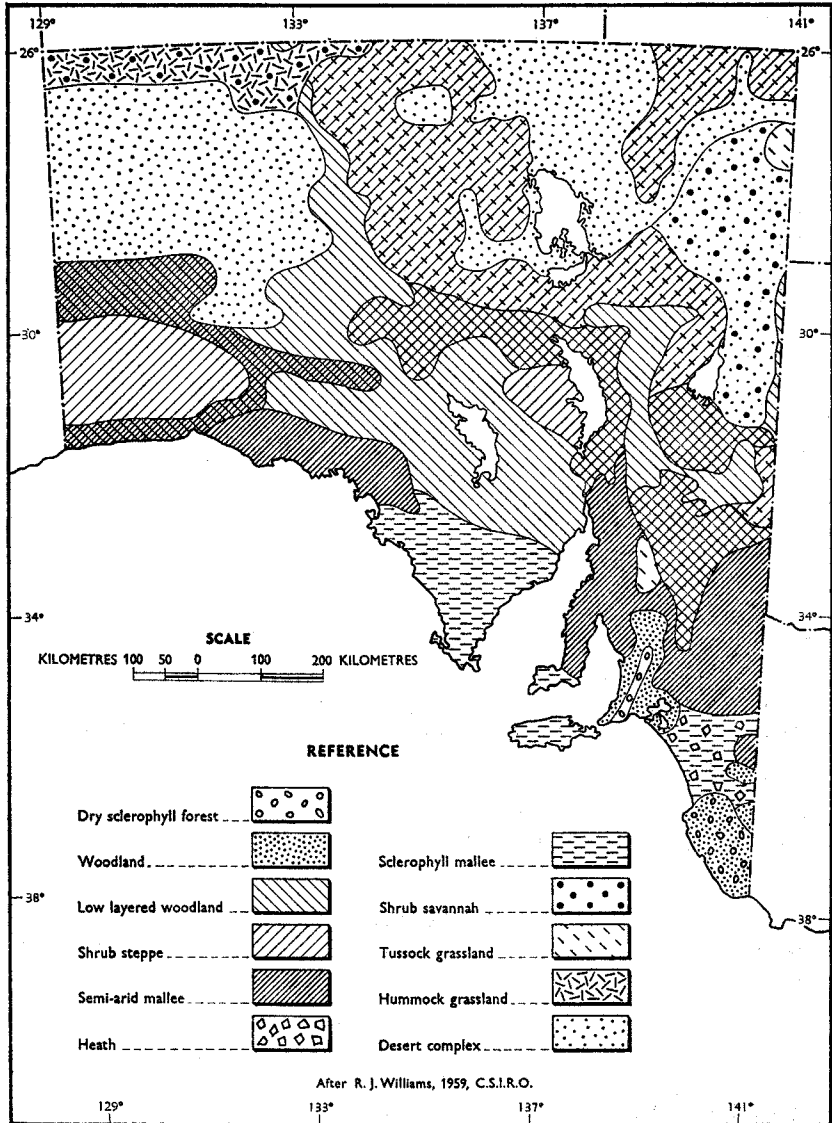 129° 133° 137° 141°
26° 26°
30° 30°
34° 34°
SCALE
KILOMETRES 100 50 0 100 200 KILOMETRES
REFERENCE
Dry sclerophyll forest
Woodland
Low layered woodland
Shrub steppe
Semi-arid mallee
Heath
Sclerophyll mallee
Shrub savannah
Tussock grassland
Hummock grassland
Desert complex
38° 38°
After R. J. Williams, 1959, C.S.I.R.O.
129° 133° 137° 141°